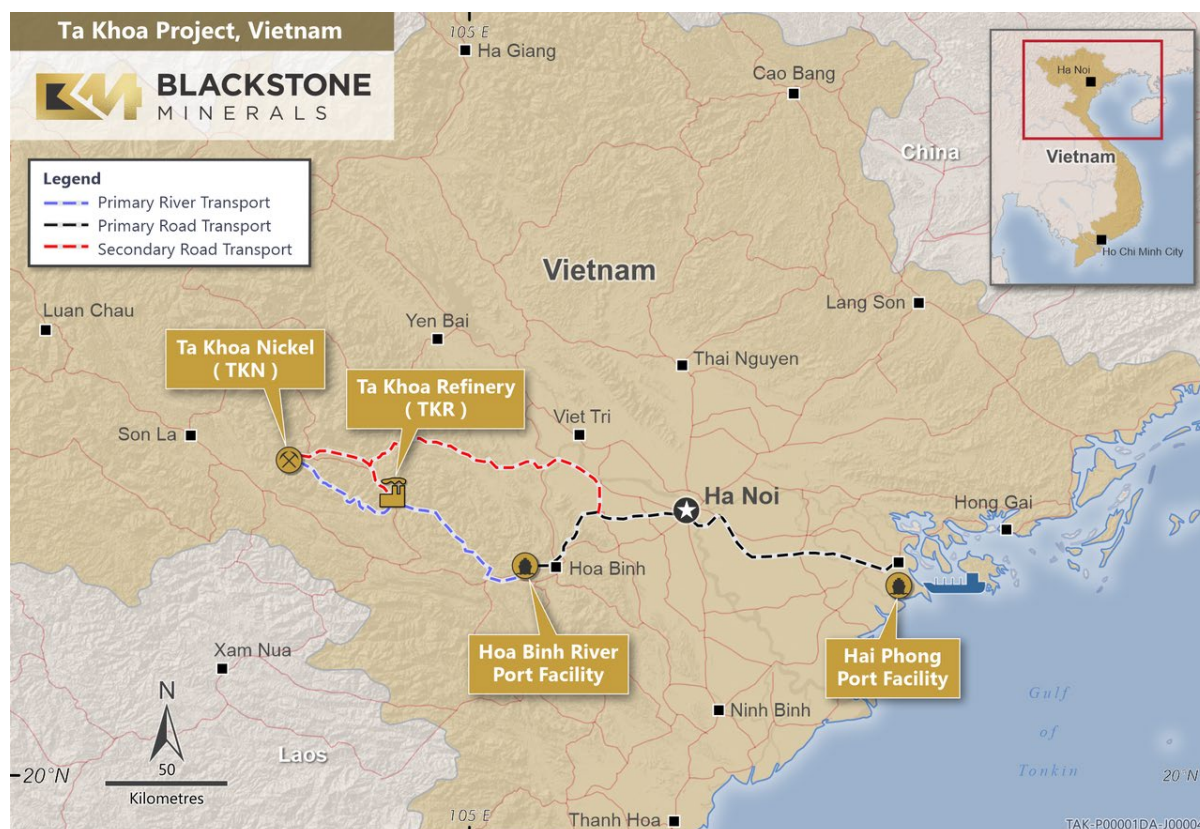 Ta Khoa Project, Vietnam
BLACKSTONE
MINERALS
Legend
Primary River Transport
Primary Road Transport
Secondary Road Transport
105 E
Ha Giang
Cao Bang
China
Ha Noi
Vietnam
Ho Chi Minh City
Vietnam
Luan Chau
Lang Son
Yen Bai
Thai Nguyen
Ta Khoa Nickel
( TKN )
Ta Khoa Refinery
( TKR )
Viet Tri
Son La
Ha Noi
Hong Gai
Hoa Binh
Hoa Binh River
Port Facility
Hai Phong
Port Facility
Xam Nua
Laos
Ninh Binh
Gulf
of
Tonkin
N
50
Kilometres
20°N
20°N
105 E
Thanh Hoa